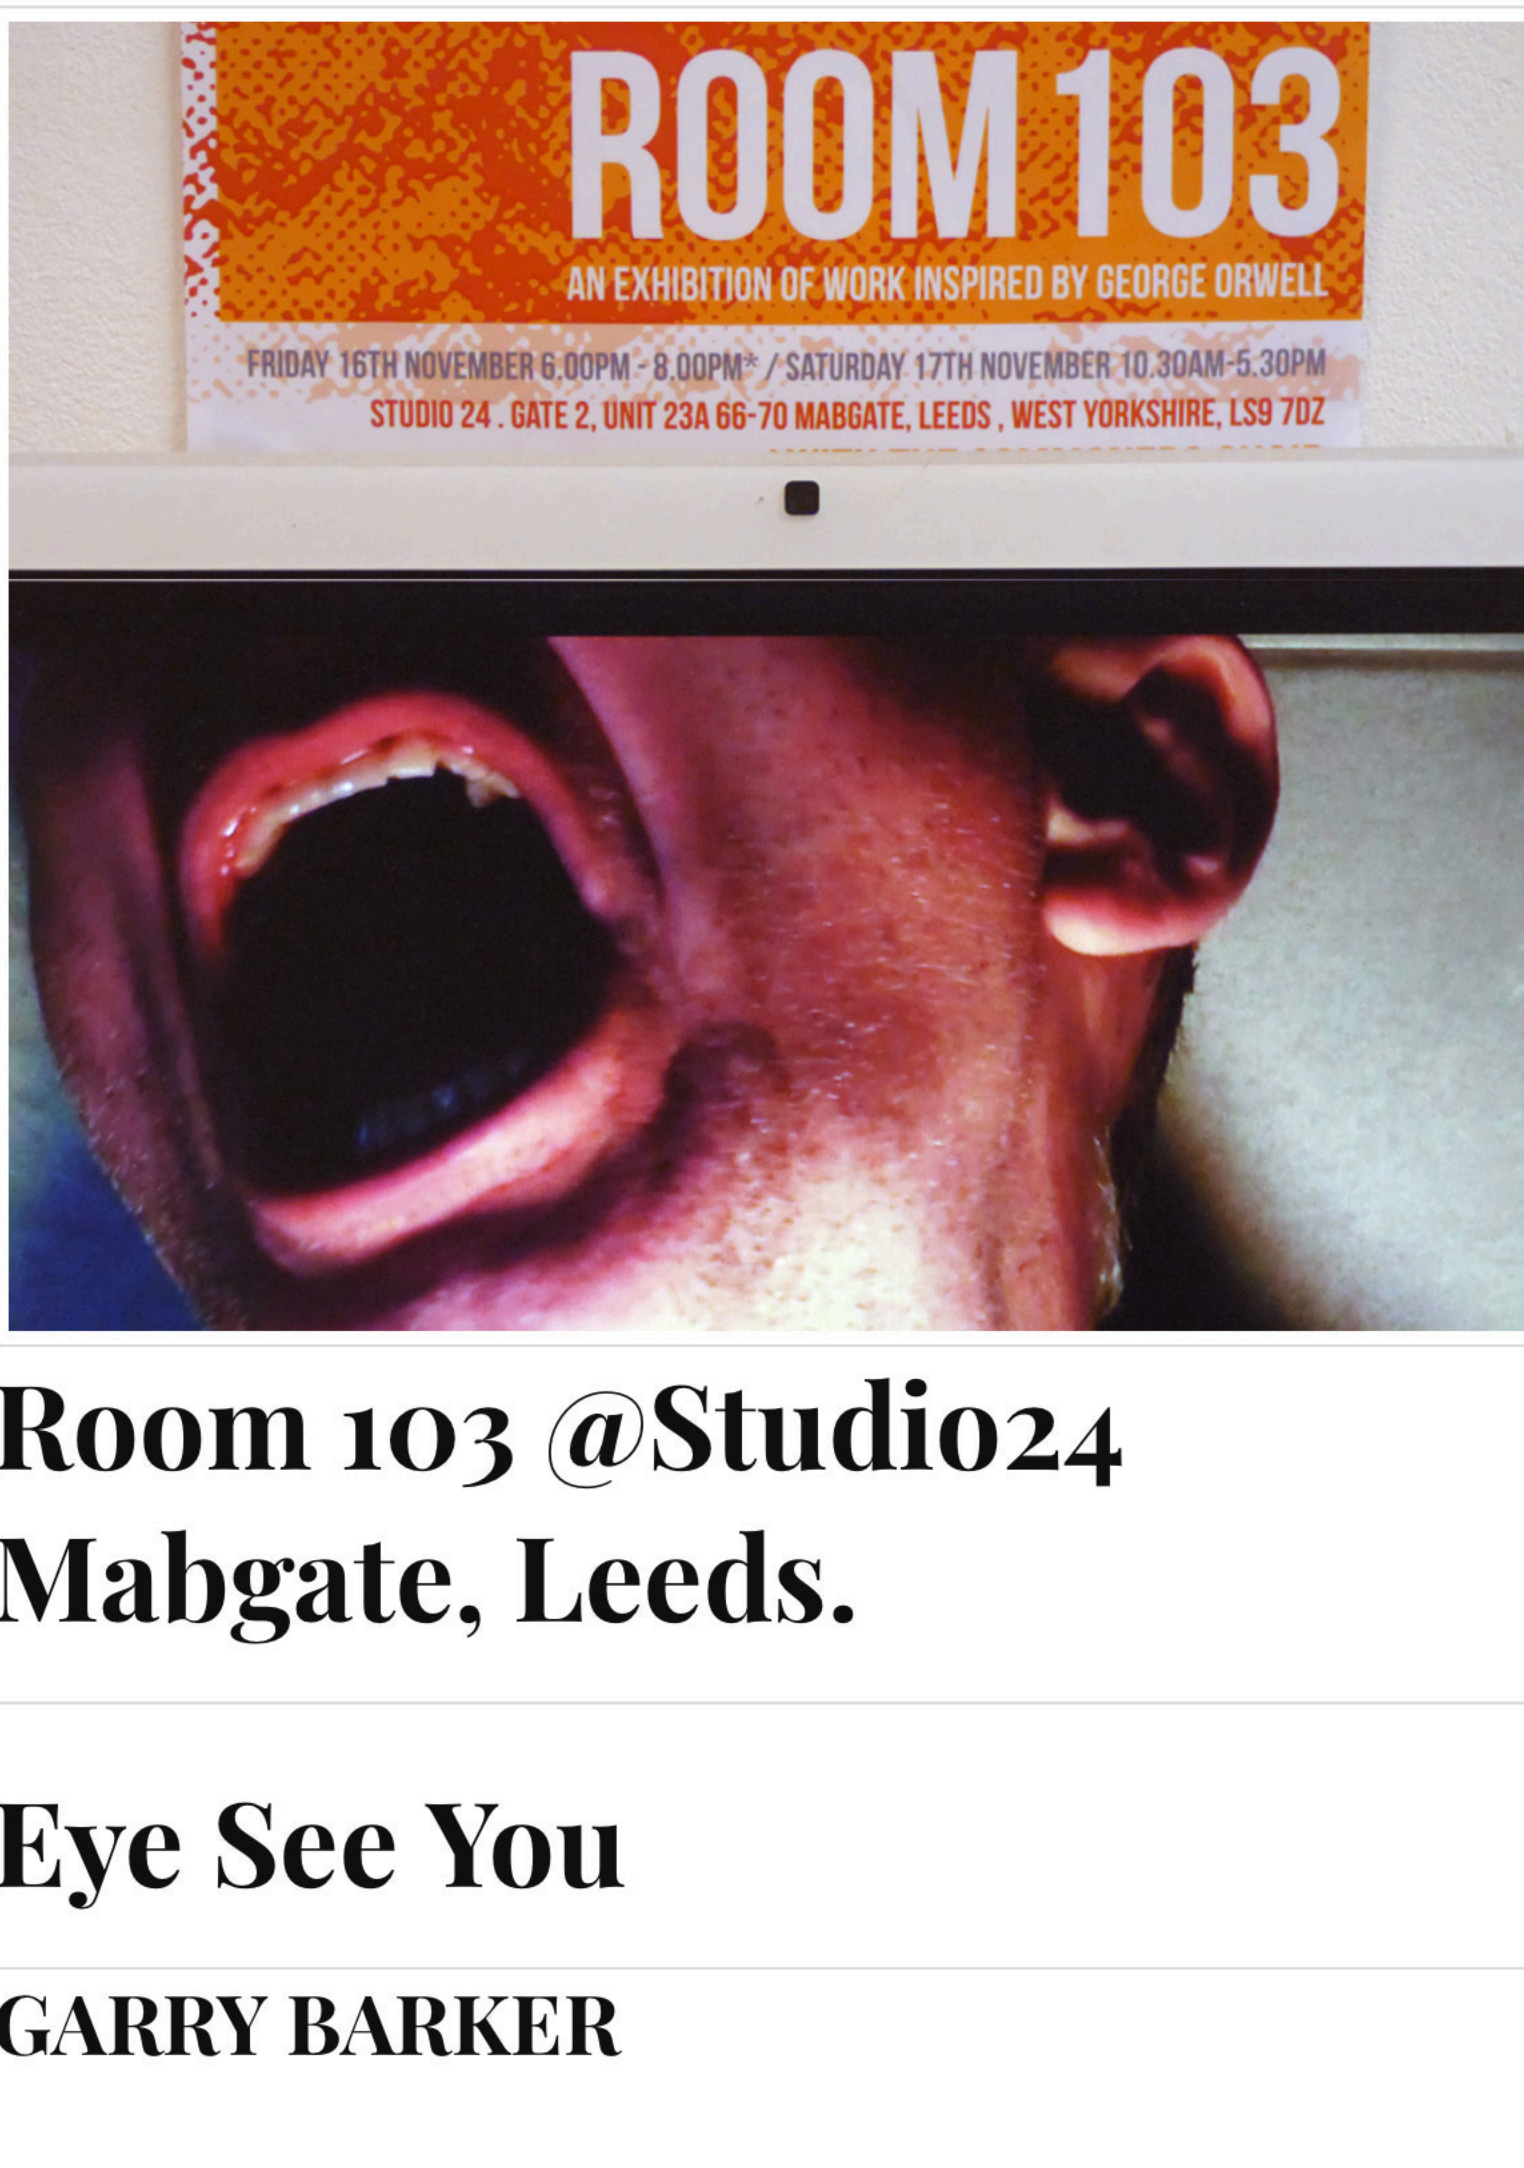 ROOM 103
AN EXHIBITION OF WORK INSPIRED BY GEORGE ORWELL
FRIDAY 16TH NOVEMBER 6.00PM - 8.00PM* / SATURDAY 17TH NOVEMBER 10.30AM-5.30PM
STUDIO 24 . GATE 2, UNIT 23A 66-70 MABGATE, LEEDS , WEST YORKSHIRE, LS9 7DZ
Room 103 @Studio24
Mabgate, Leeds.
Eye See You
GARRY BARKER